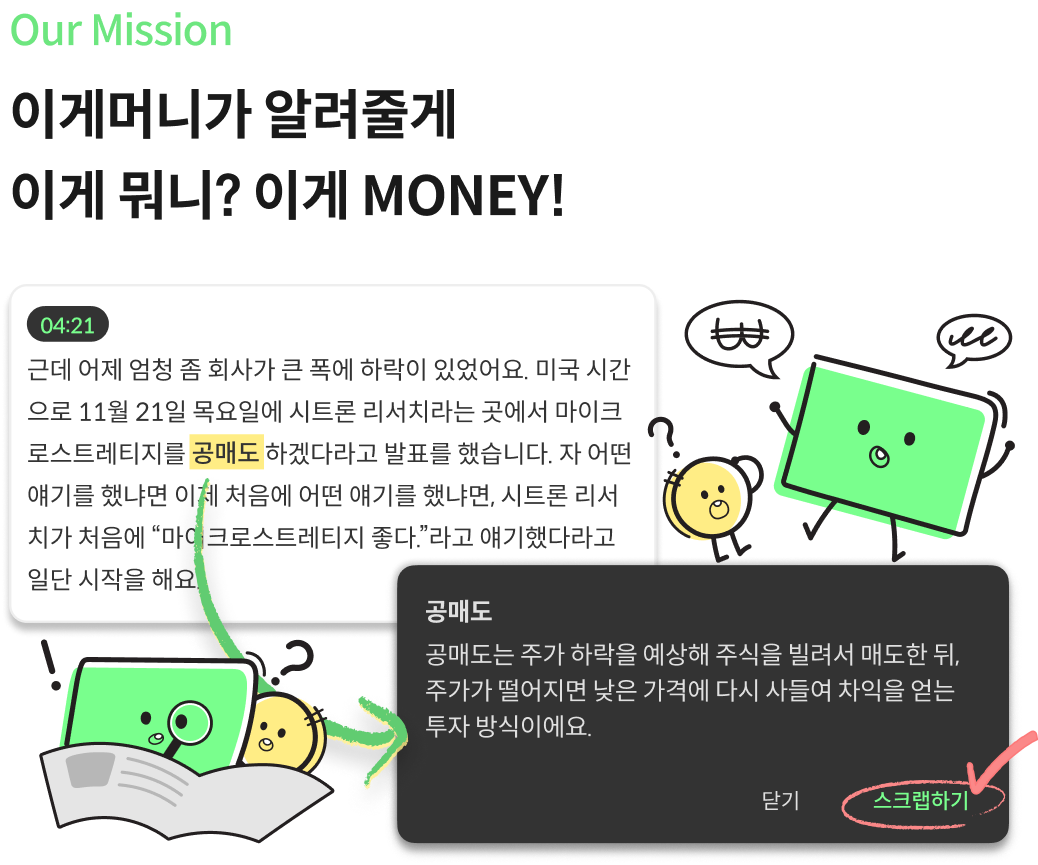 Our Mission
이게머니가 알려줄게
이게 뭐니? 이게 MONEY!
04:21
근데 어제 엄청 좀 회사가 큰 폭에 하락이 있었어요. 미국 시간
으로 11월 21일 목요일에 시트론 리서치라는 곳에서 마이크
로스트레티지를 공매도 하겠다라고 발표를 했습니다. 자 어떤
얘기를 했냐면 이제 처음에 어떤 얘기를 했냐면, 시트론 리서
치가 처음에 “마이크로스트레티지 좋다.”라고 얘기했다라고
일단 시작을 해요.
공매도
공매도는 주가 하락을 예상해 주식을 빌려서 매도한 뒤,
주가가 떨어지면 낮은 가격에 다시 사들여 차익을 얻는
투자 방식이에요.
닫기
스크랩하기